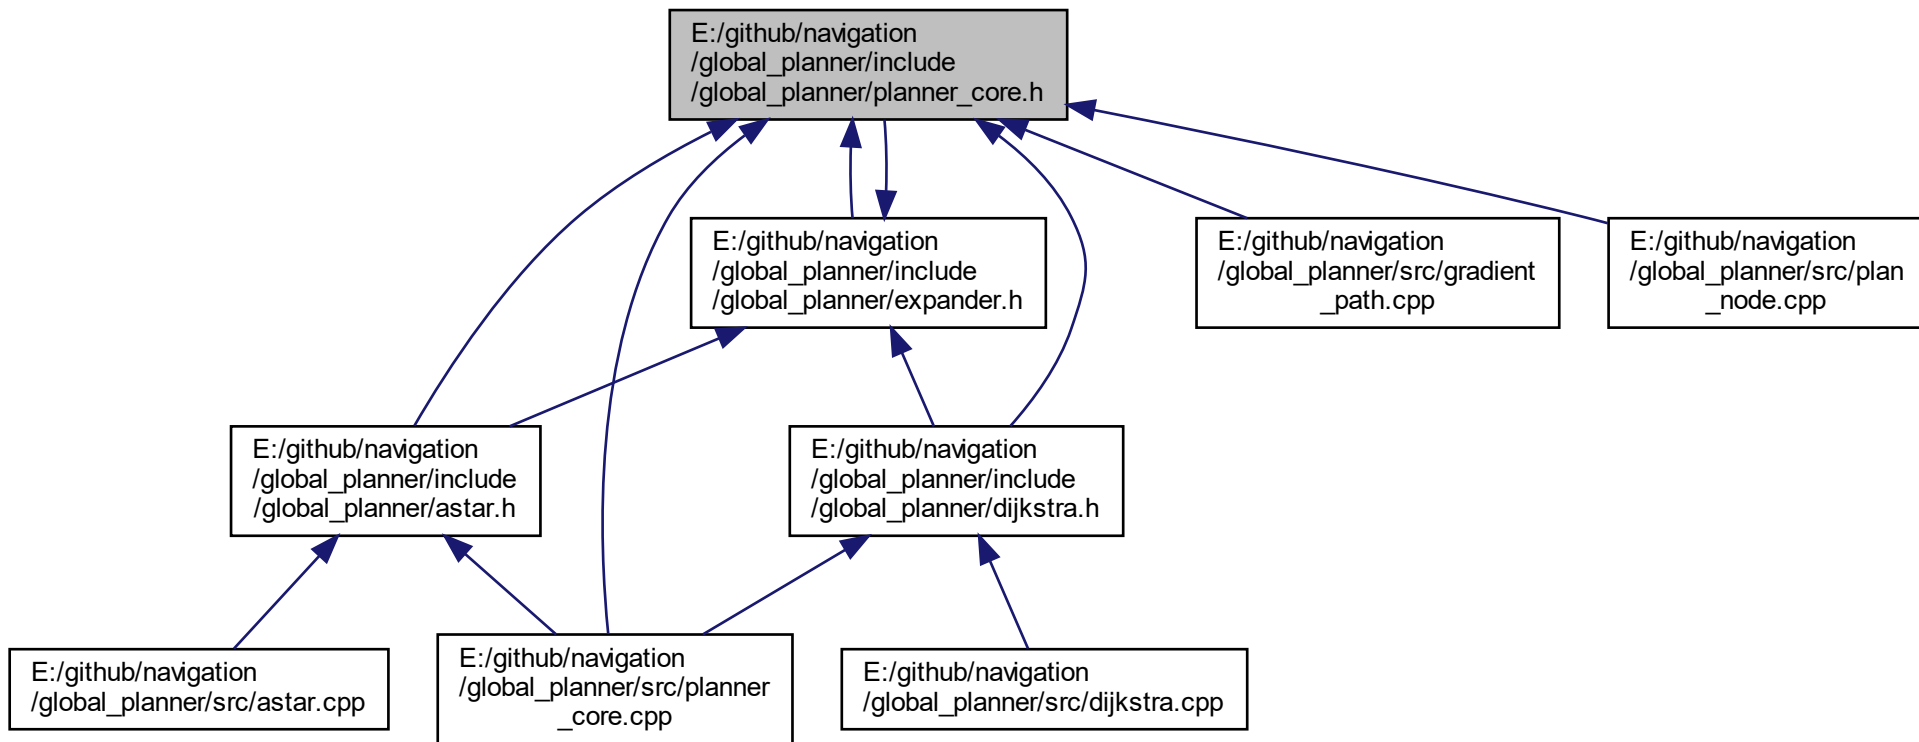 E:/github/navigation
/global_planner/include
/global_planner/planner_core.h
E:/github/navigation
/global_planner/include
/global_planner/expander.h
E:/github/navigation
/global_planner/src/gradient
_path.cpp
E:/github/navigation
/global_planner/src/plan
_node.cpp
E:/github/navigation
/global_planner/include
/global_planner/astar.h
E:/github/navigation
/global_planner/include
/global_planner/dijkstra.h
E:/github/navigation
/global_planner/src/astar.cpp
E:/github/navigation
/global_planner/src/planner
_core.cpp
E:/github/navigation
/global_planner/src/dijkstra.cpp